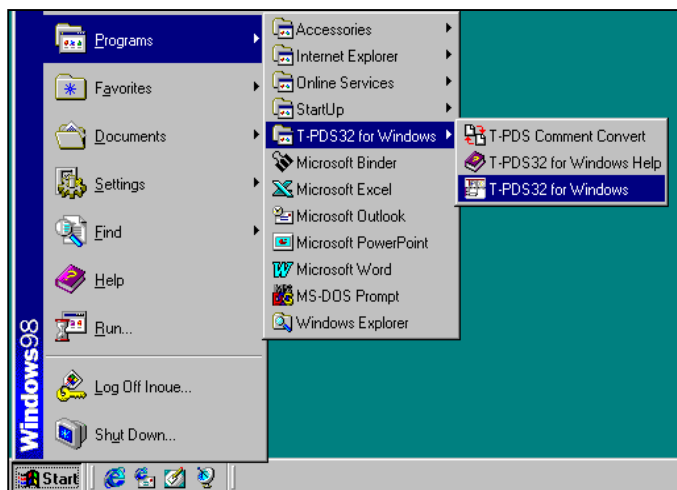 Programs
Favorites
Documents
Settings
Find
Help
Run...
Log Off Inoue...
Shut Down...
Windows98
Start
Accessories
Internet Explorer
Online Services
StartUp
T-PDS32 for Windows
Microsoft Binder
Microsoft Excel
Microsoft Outlook
Microsoft PowerPoint
Microsoft Word
MS-DOS Prompt
Windows Explorer
T-PDS Comment Convert
T-PDS32 for Windows Help
T-PDS32 for Windows